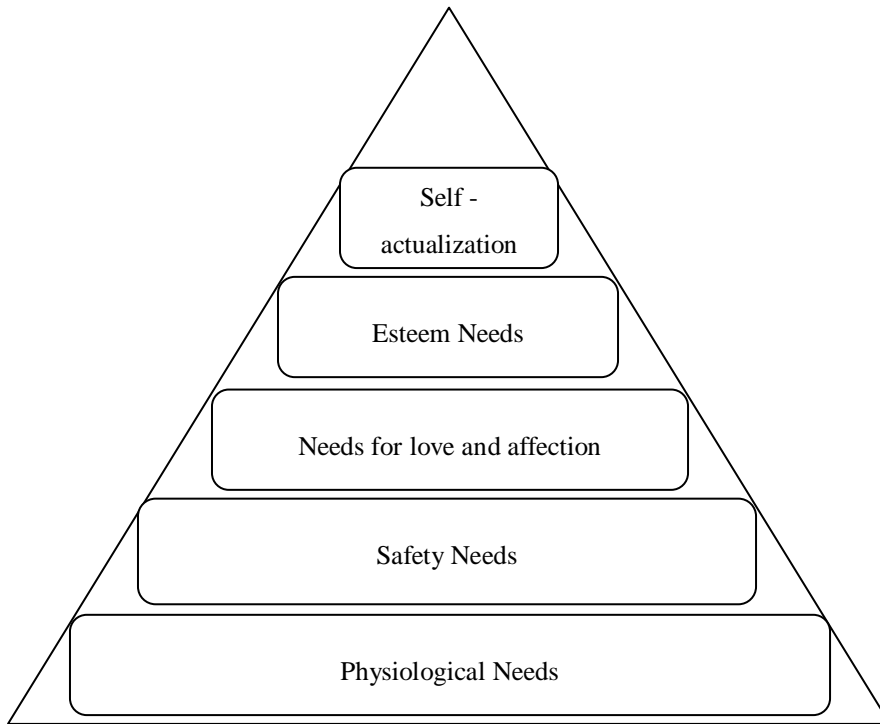 Self -
actualization
Esteem Needs
Needs for love and affection
Safety Needs
Physiological Needs